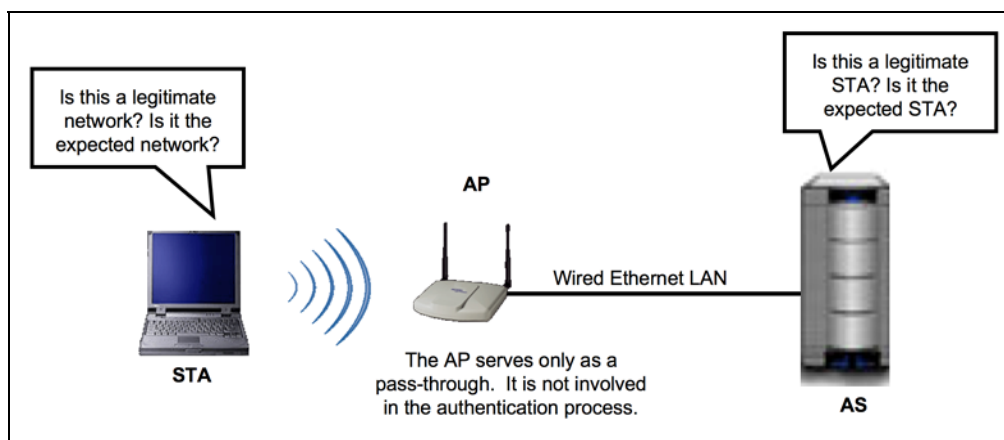 Is this a legitimate
network? Is it the
expected network?
Is this a legitimate
STA? Is it the
expected STA?
AP
Wired Ethernet LAN
STA
The AP serves only as a
pass-through. It is not involved
in the authentication process.
AS